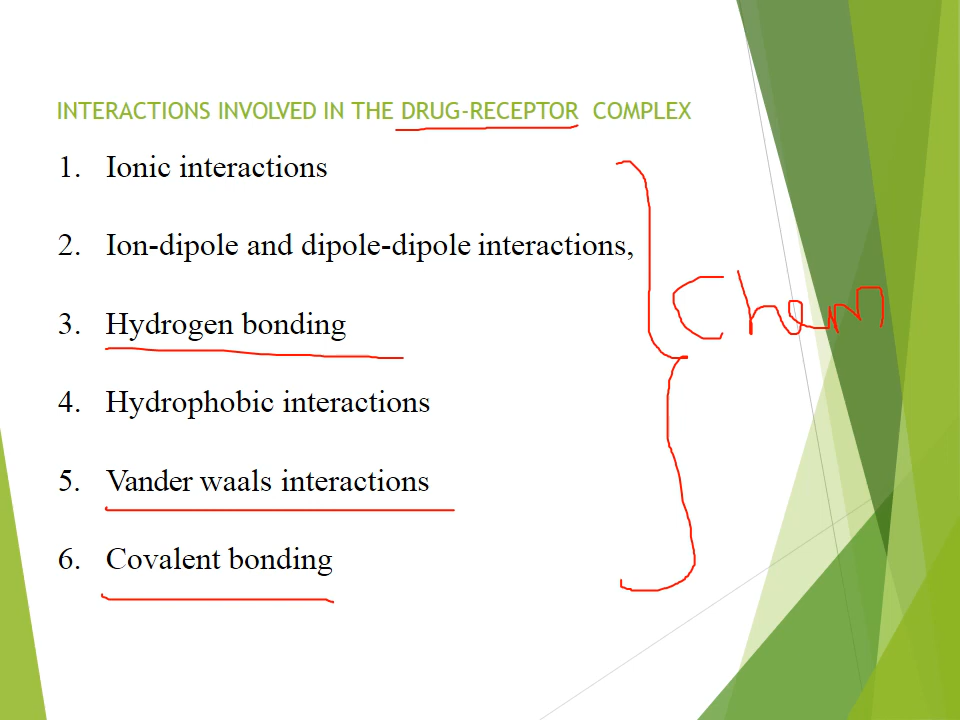 INTERACTIONS INVOLVED IN THE DRUG-RECEPTOR COMPLEX
1. Ionic interactions
2. Ion-dipole and dipole-dipole interactions,
3. Hydrogen bonding
4. Hydrophobic interactions
5. Vander waals interactions
6. Covalent bonding
Chem